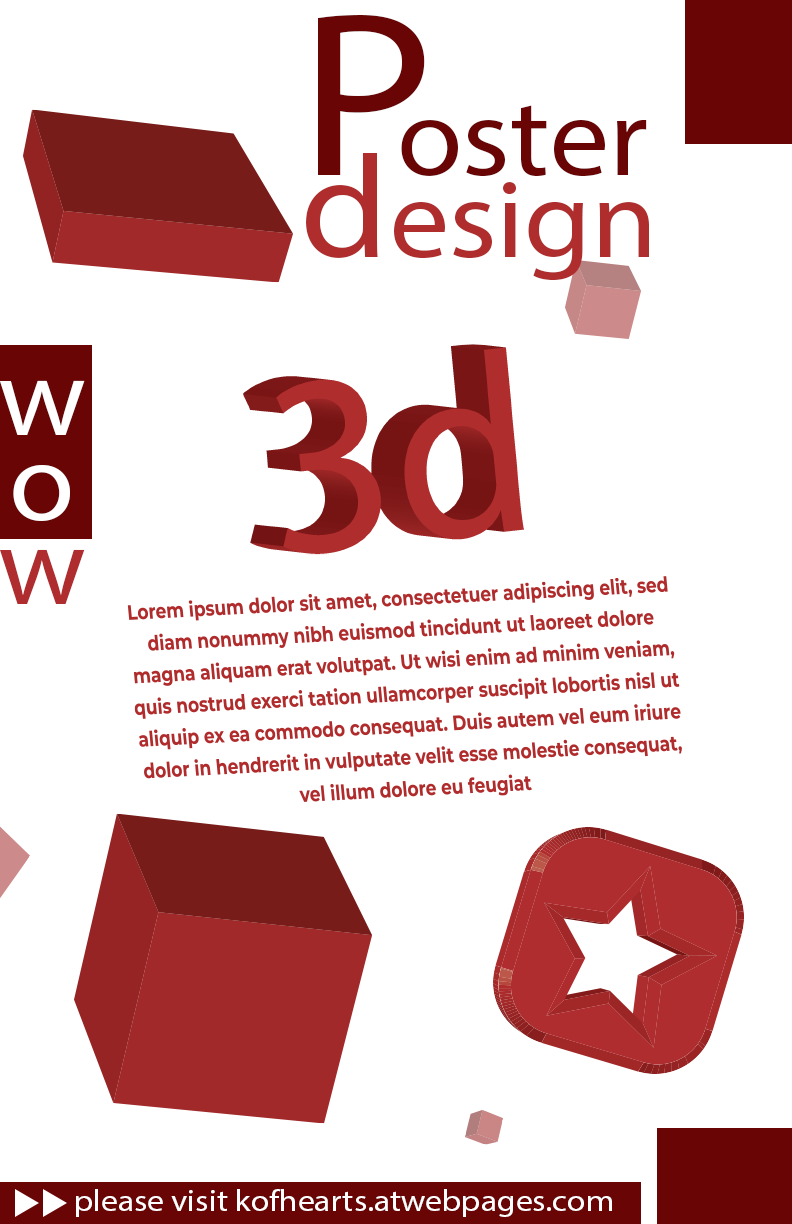 Poster
design
w
o
w
3d
Lorem ipsum dolor sit amet, consectetuer adipiscing elit, sed
diam nonummy nibh euismod tincidunt ut laoreet dolore
magna aliquam erat volutpat. Ut wisi enim ad minim veniam,
quis nostrud exerci tation ullamcorper suscipit lobortis nisl ut
aliquip ex ea commodo consequat. Duis autem vel eum iriure
dolor in hendrerit in vulputate velit esse molestie consequat,
vel illum dolore eu feugiat
please visit kofhearts.atwebpages.com